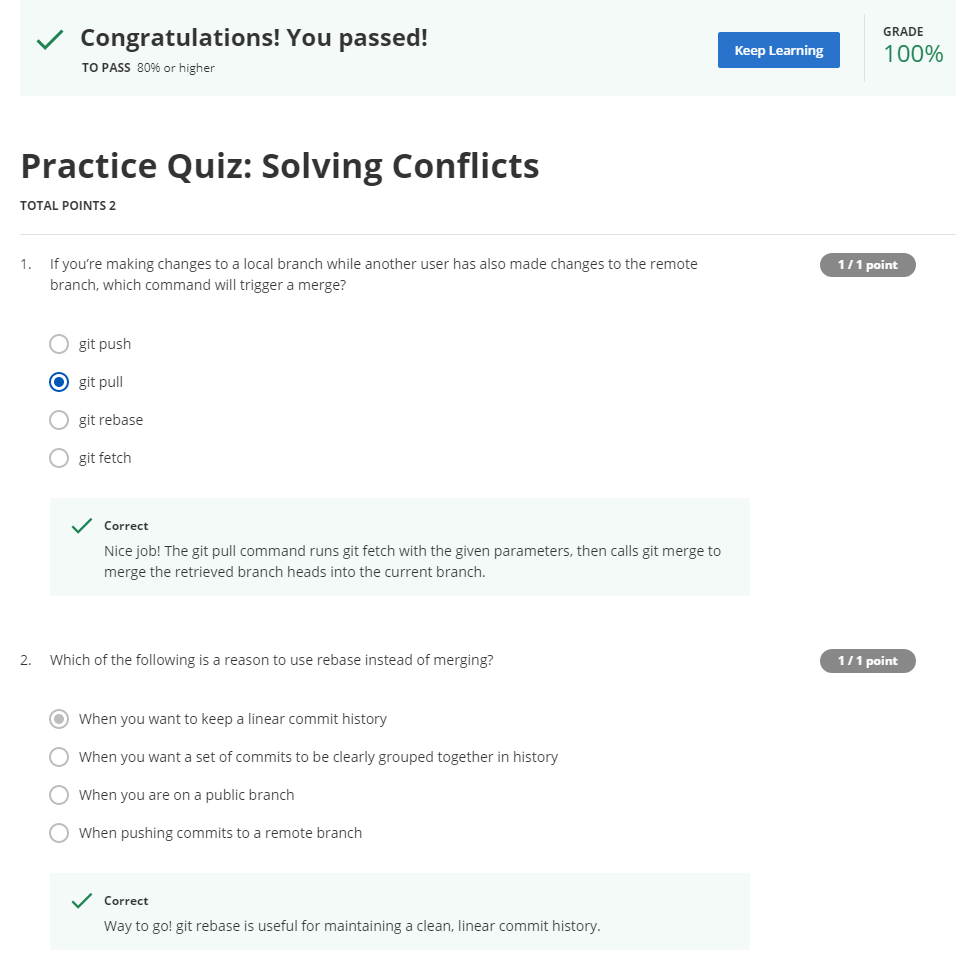 Congratulations! You passed!
TO PASS 80% or higher
Keep Learning
GRADE
100%
Practice Quiz: Solving Conflicts
TOTAL POINTS 2
1. If you’re making changes to a local branch while another user has also made changes to the remote
branch, which command will trigger a merge?
1 / 1 point
git push
git pull
git rebase
git fetch
Correct
Nice job! The git pull command runs git fetch with the given parameters, then calls git merge to
merge the retrieved branch heads into the current branch.
2. Which of the following is a reason to use rebase instead of merging?
1 / 1 point
When you want to keep a linear commit history
When you want a set of commits to be clearly grouped together in history
When you are on a public branch
When pushing commits to a remote branch
Correct
Way to go! git rebase is useful for maintaining a clean, linear commit history.